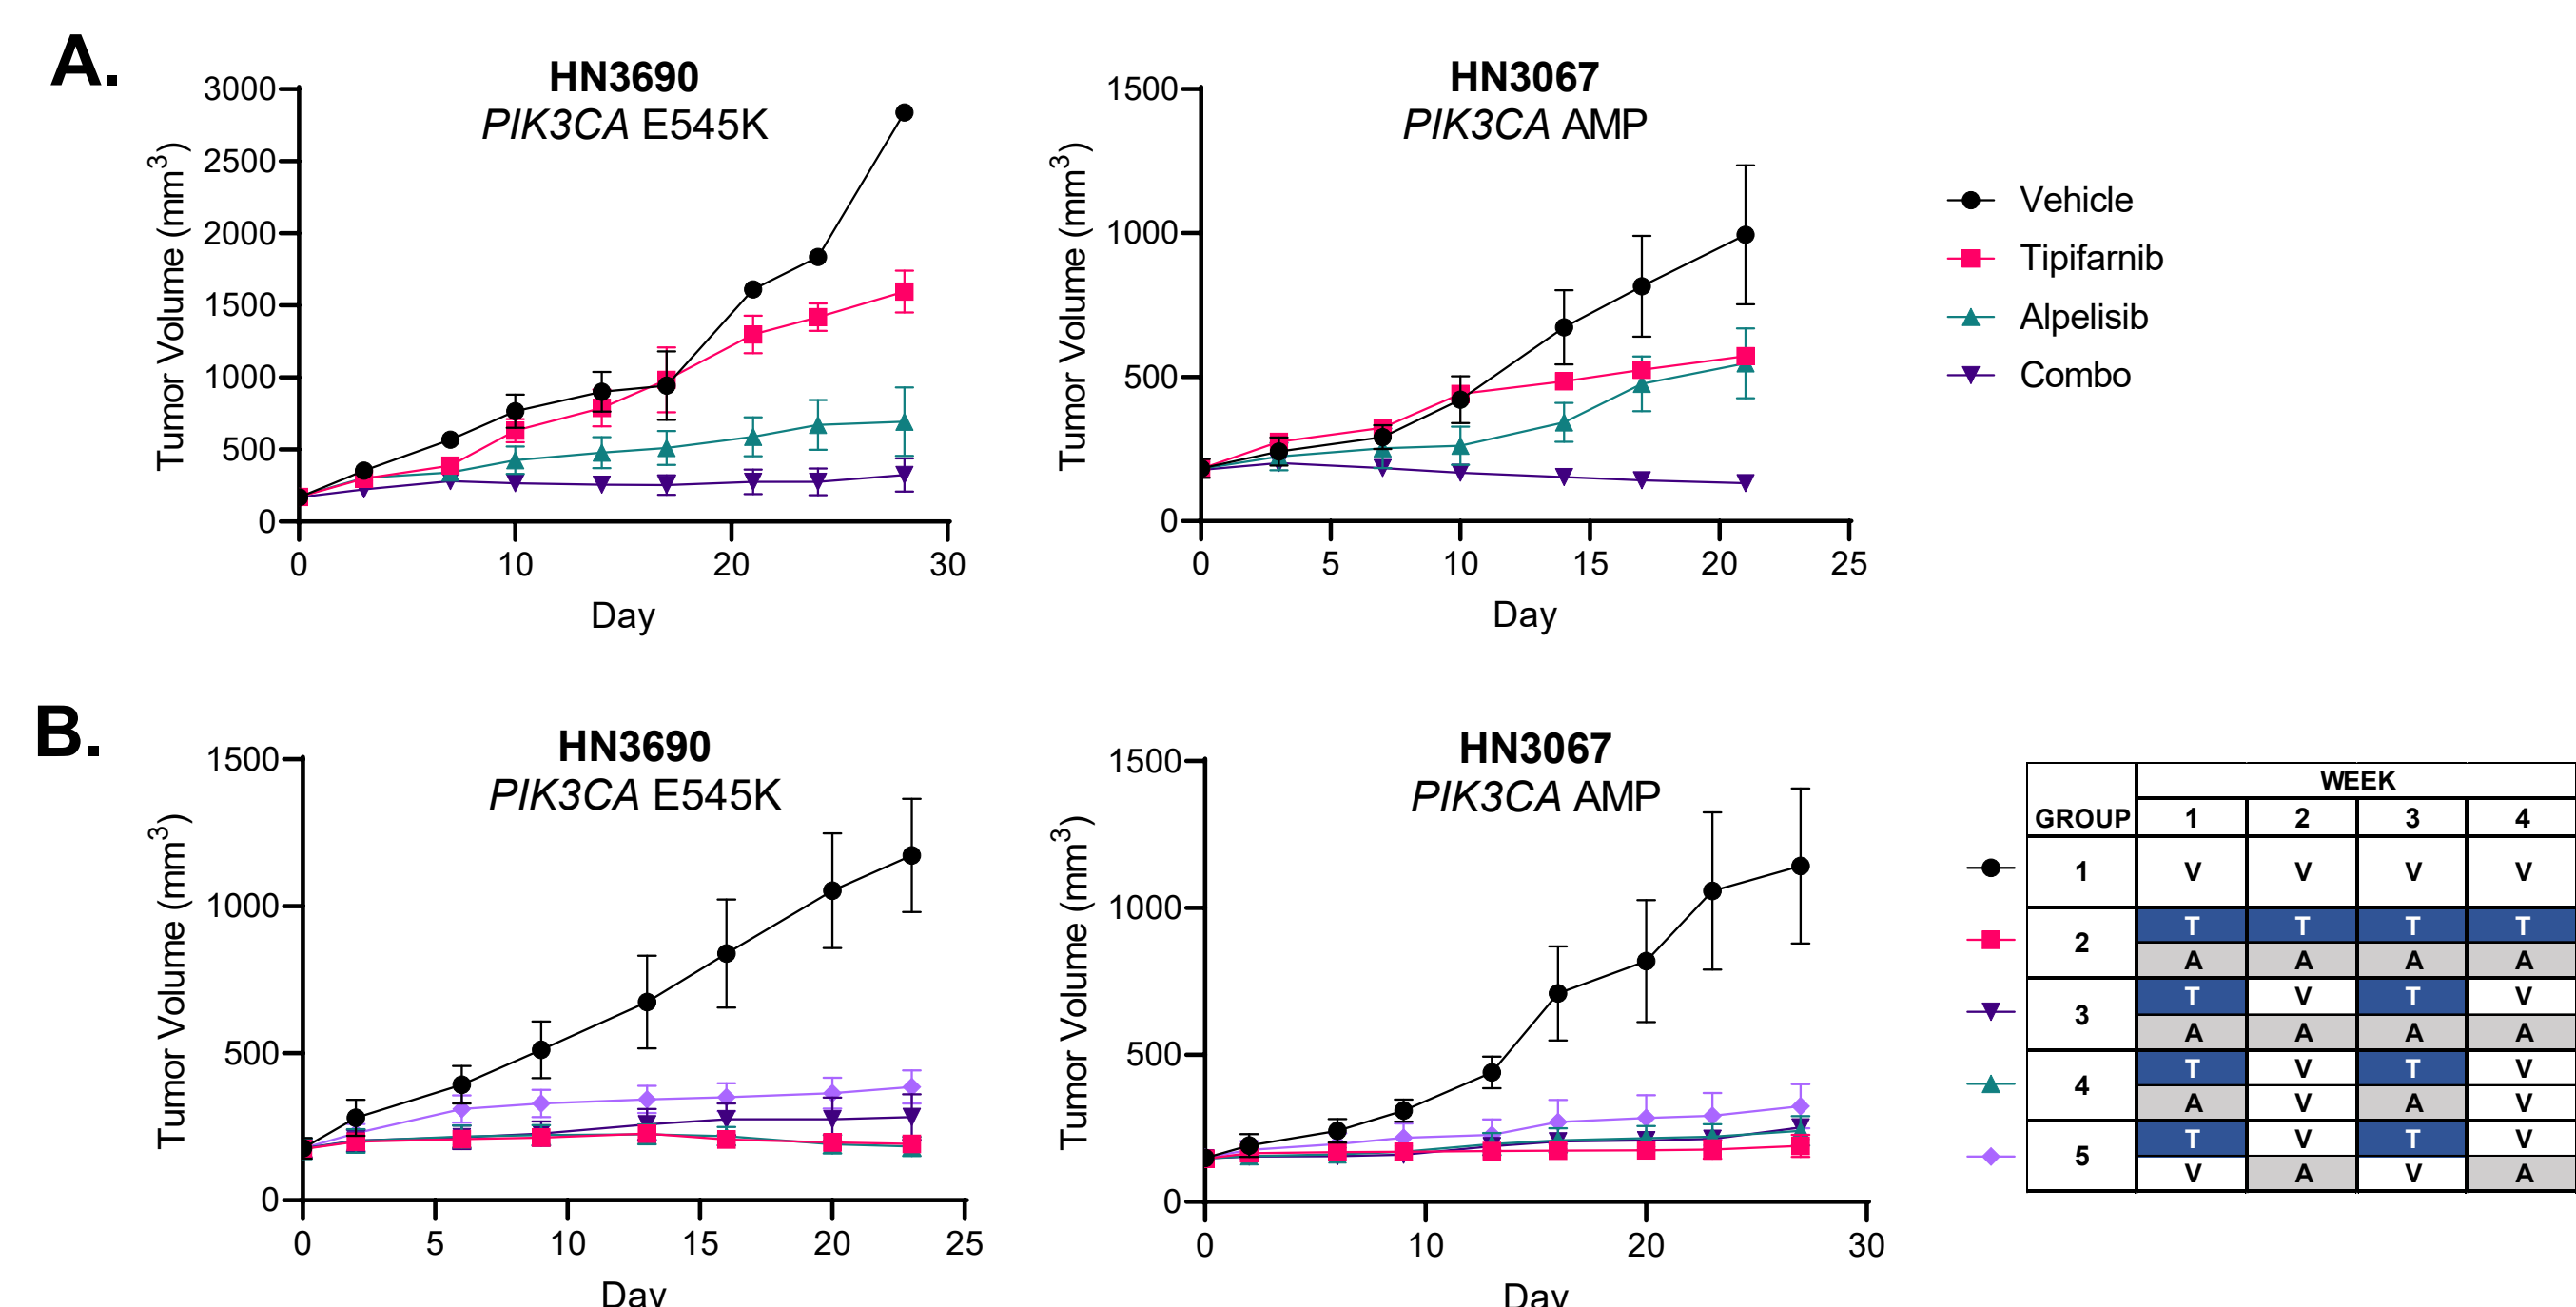 A.
HN3690
PIK3CA E545K
Tumor Volume (mm³)
3000
2500
2000
1500
1000
500
0
0 10 20 30
Day
HN3067
PIK3CA AMP
Tumor Volume (mm³)
1500
1000
500
0
0 5 10 15 20 25
Day
Vehicle
Tipifarnib
Alpelisib
Combo
B.
HN3690
PIK3CA E545K
Tumor Volume (mm³)
1500
1000
500
0
0 5 10 15 20 25
Day
HN3067
PIK3CA AMP
Tumor Volume (mm³)
1500
1000
500
0
0 10 20 30
Day
WEEK
GROUP 1 2 3 4
1 V V V V
2 T T T T
A A A A
3 T V T V
A A A A
4 T V T V
A V A V
5 T V T V
V A V A